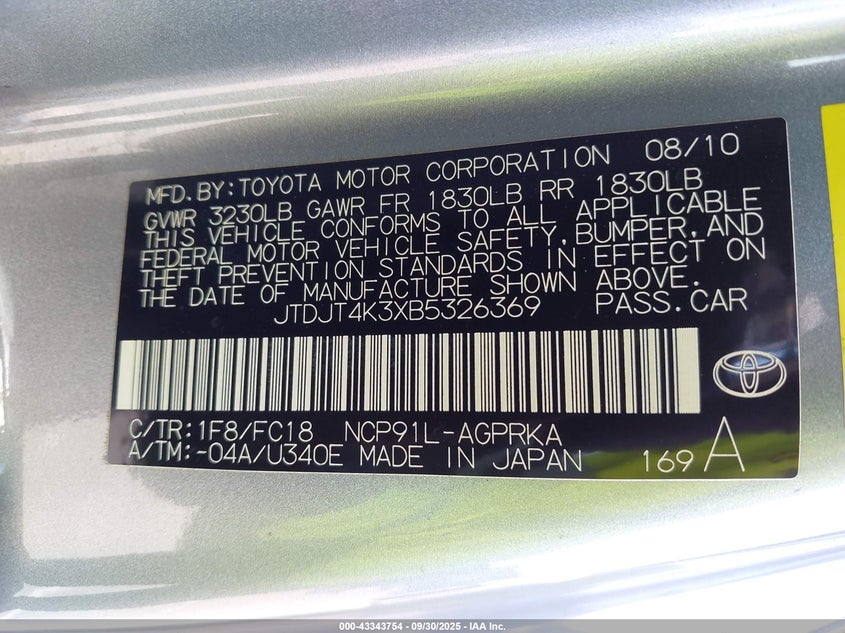 MFD.BY:TOYOTA MOTOR CORPORATION 08/10
GVWR 3230LB GAWR FR 1830LB RR 1830LB
THIS VEHICLE CONFORMS TO ALL APPLICABLE
FEDERAL MOTOR VEHICLE SAFETY,BUMPER,AND
THEFT PREVENTION STANDARDS IN EFFECT ON
THE DATE OF MANUFACTURE SHOWN ABOVE.
JTDJT4K3XB5326369 PASS.CAR
C/TR:1F8/FC18 NCP91L-AGPRKA
A/TM:-04A/U340E MADE IN JAPAN 169 A
000-43343754 - 09/30/2025 - IAA Inc.